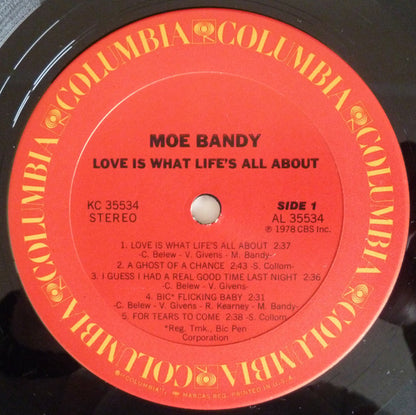 COLUMBIA COLUMBIA COLUMBIA COLUMBIA COLUMBIA COLUMBIA
MOE BANDY
LOVE IS WHAT LIFE'S ALL ABOUT
KC 35534
STEREO
SIDE 1
AL 35534
℗ 1978 CBS Inc.
1. LOVE IS WHAT LIFE'S ALL ABOUT 2:37
-C. Belew - V. Givens - M. Bandy-
2. A GHOST OF A CHANCE 2:43 -S. Collom-
3. I GUESS I HAD A REAL GOOD TIME LAST NIGHT
-C. Belew - V. Givens- 2:36
4. BIC* FLICKING BABY 2:31
-C. Belew - V. Givens - R. Kearney - M. Bandy-
5. FOR TEARS TO COME 2:38 -S. Collom-
*Reg. Tmk., Bic Pen
Corporation
"COLUMBIA", MARCAS REG. PRINTED IN U.S.A.